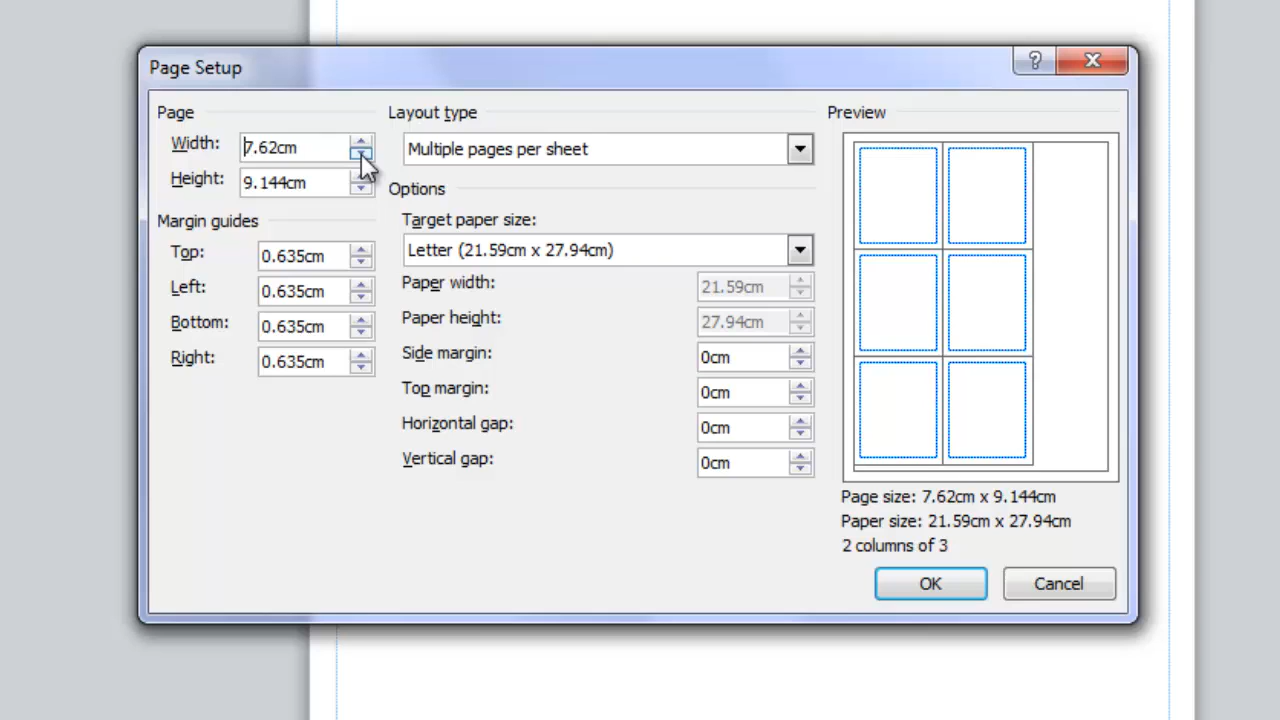 Page Setup
?
Page
Width: 7.62cm
Height: 9.144cm
Margin guides
Top: 0.635cm
Left: 0.635cm
Bottom: 0.635cm
Right: 0.635cm
Layout type
Multiple pages per sheet
Options
Target paper size:
Letter (21.59cm x 27.94cm)
Paper width: 21.59cm
Paper height: 27.94cm
Side margin: 0cm
Top margin: 0cm
Horizontal gap: 0cm
Vertical gap: 0cm
Preview
Page size: 7.62cm x 9.144cm
Paper size: 21.59cm x 27.94cm
2 columns of 3
OK
Cancel